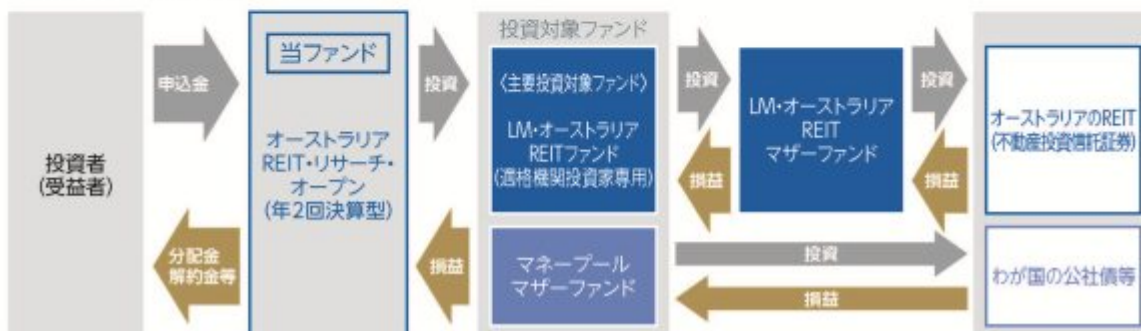 投資者
(受益者)
申込金
分配金
解約金等
当ファンド
オーストラリア
REIT・リサーチ・
オープン
(年2回決算型)
投資
損益
投資対象ファンド
〈主要投資対象ファンド〉
LM・オーストラリア
REITファンド
(適格機関投資家専用)
マネープール
マザーファンド
投資
損益
LM・オーストラリア
REIT
マザーファンド
投資
損益
投資
損益
オーストラリアのREIT
(不動産投資信託証券)
わが国の公社債等